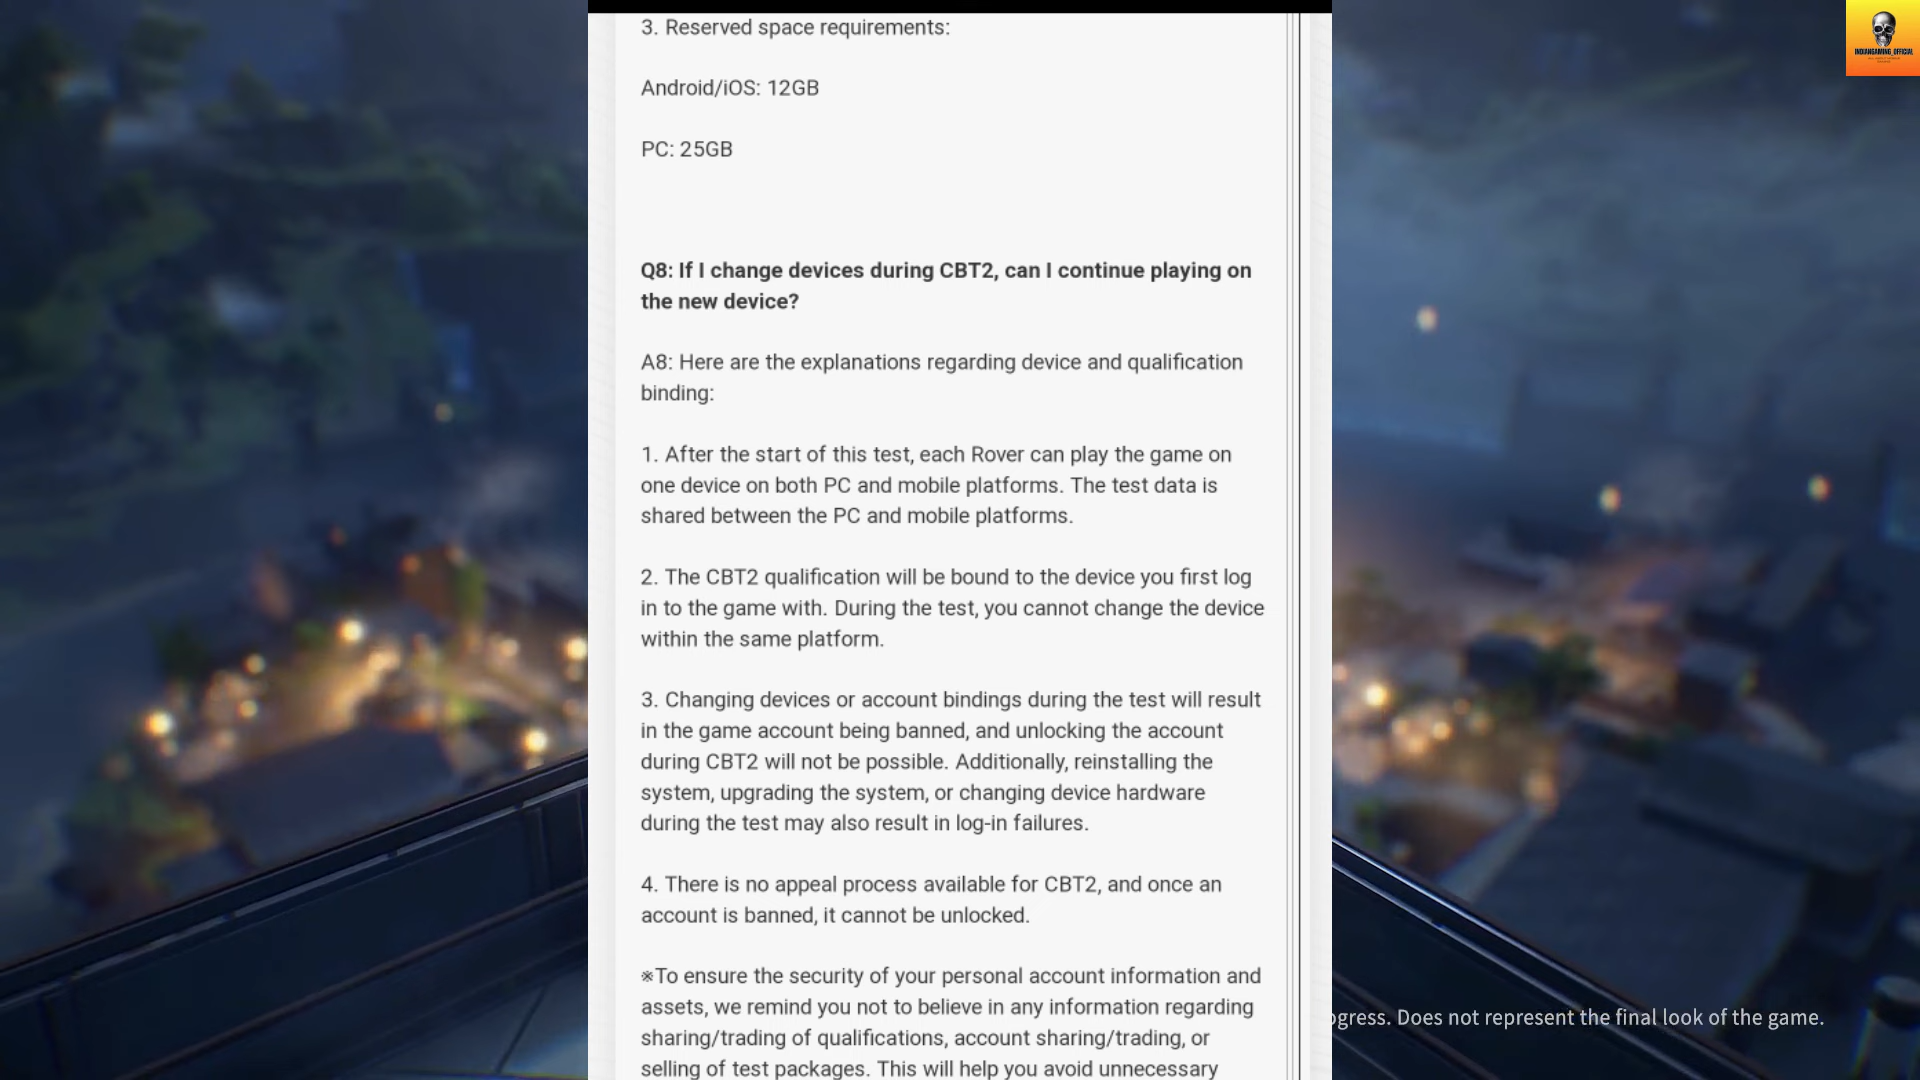 3. Reserved space requirements:
Android/iOS: 12GB
PC: 25GB
Q8: If I change devices during CBT2, can I continue playing on
the new device?
A8: Here are the explanations regarding device and qualification
binding:
1. After the start of this test, each Rover can play the game on
one device on both PC and mobile platforms. The test data is
shared between the PC and mobile platforms.
2. The CBT2 qualification will be bound to the device you first log
in to the game with. During the test, you cannot change the device
within the same platform.
3. Changing devices or account bindings during the test will result
in the game account being banned, and unlocking the account
during CBT2 will not be possible. Additionally, reinstalling the
system, upgrading the system, or changing device hardware
during the test may also result in log-in failures.
4. There is no appeal process available for CBT2, and once an
account is banned, it cannot be unlocked.
※To ensure the security of your personal account information and
assets, we remind you not to believe in any information regarding
sharing/trading of qualifications, account sharing/trading, or
selling of test packages. This will help you avoid unnecessary
ogress. Does not represent the final look of the game.
INDIANGAMING_OFFICIAL